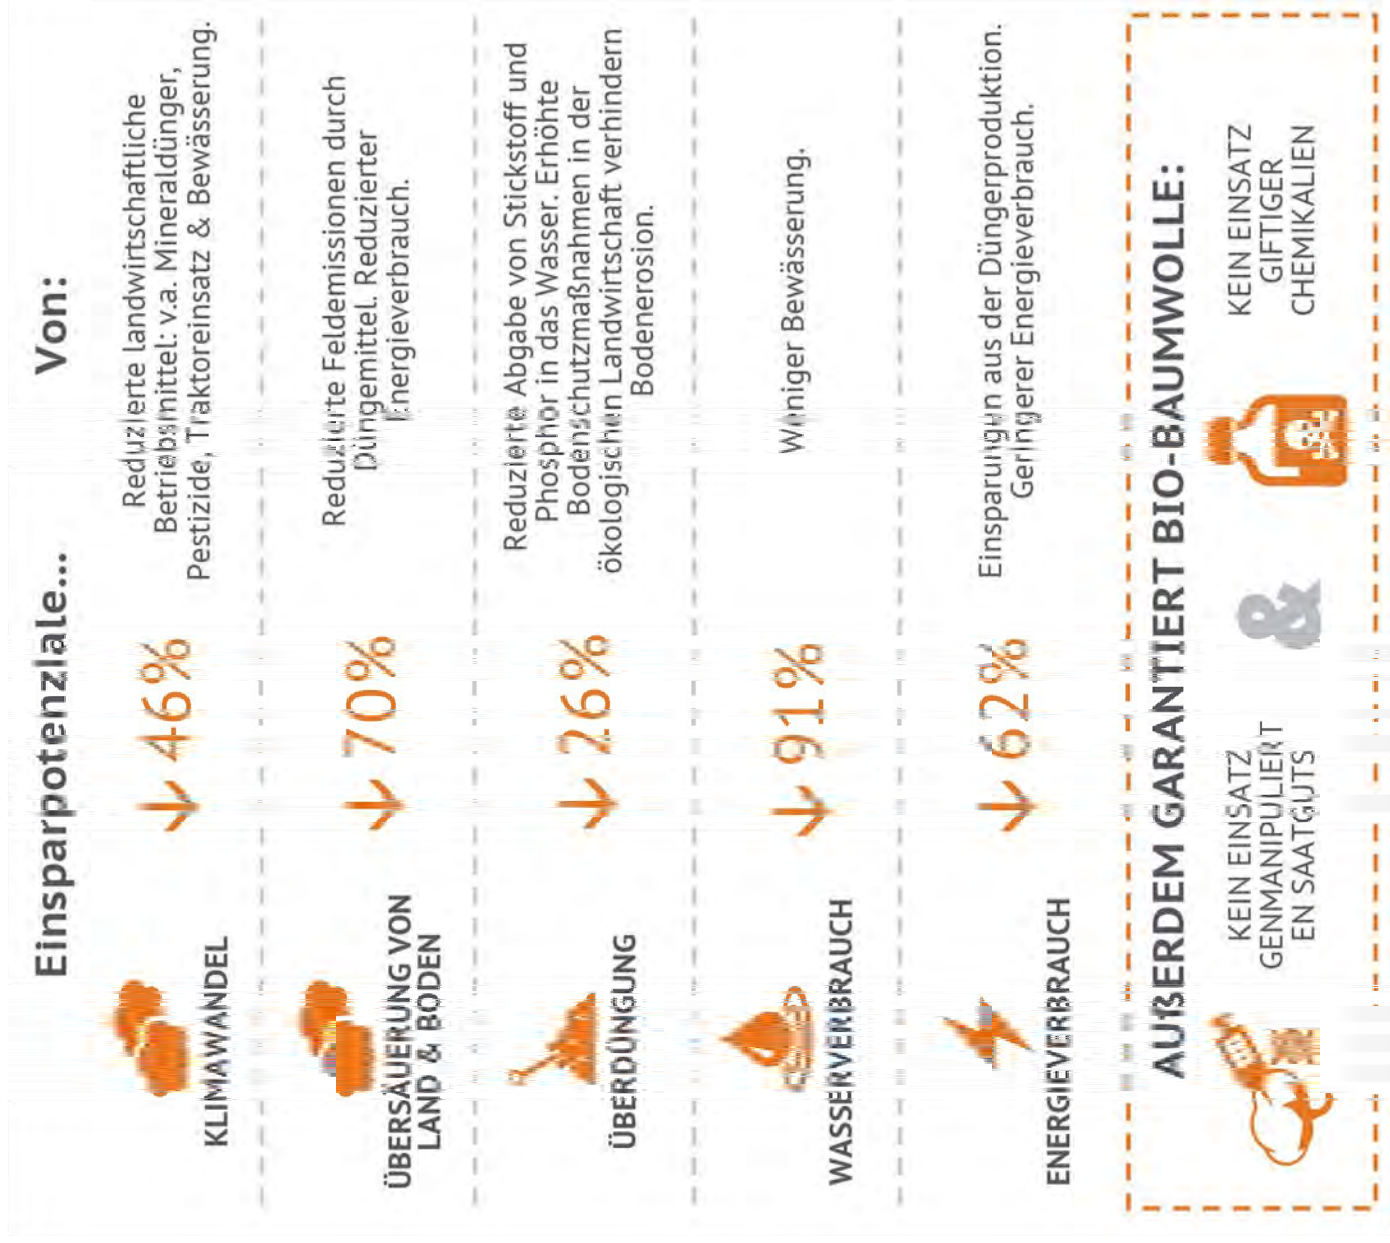 Einsparpotenziale...
Von:
KLIMAWANDEL
46%
Reduzierte landwirtschaftliche
Betriebsmittel: v.a. Mineraldünger,
Pestizide, Traktoreinsatz & Bewässerung.
ÜBERSÄUERUNG VON
LAND & BODEN
70%
Reduzierte Feldemissionen durch
Düngemittel. Reduzierter
Energieverbrauch.
ÜBERDÜNGUNG
26%
Reduzierte Abgabe von Stickstoff und
Phosphor in das Wasser. Erhöhte
Bodenschutzmaßnahmen in der
ökologischen Landwirtschaft verhindern
Bodenerosion.
WASSERVERBRAUCH
91%
Weniger Bewässerung.
ENERGIEVERBRAUCH
62%
Einsparungen aus der Düngerproduktion.
Geringerer Energieverbrauch.
AUßERDEM GARANTIERT BIO-BAUMWOLLE:
KEIN EINSATZ
GENMANIPULIERT
EN SAATGUTS
&
KEIN EINSATZ
GIFTIGER
CHEMIKALIEN